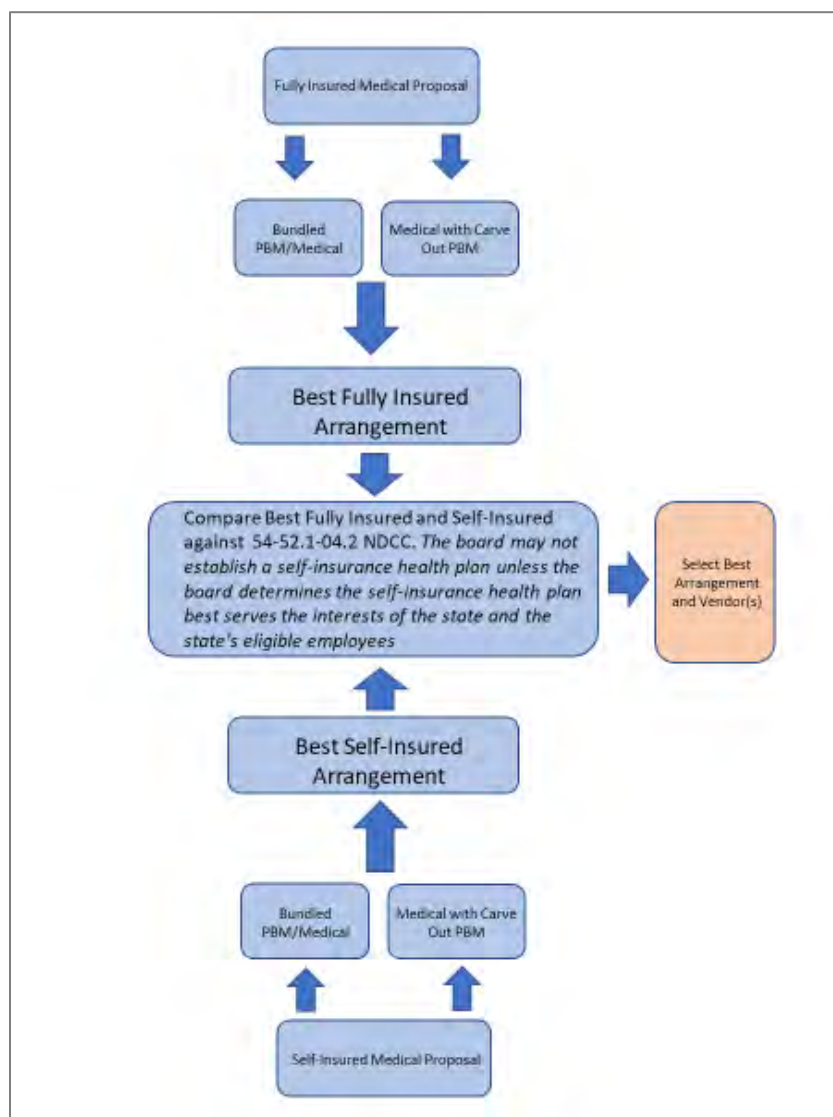 Fully Insured Medical Proposal
Bundled
PBM/Medical
Medical with Carve
Out PBM
Best Fully Insured
Arrangement
Compare Best Fully Insured and Self-Insured
against 54-52.1-04.2 NDCC. The board may not
establish a self-insurance health plan unless the
board determines the self-insurance health plan
best serves the interests of the state and the
state's eligible employees
Select Best
Arrangement
and Vendor(s)
Best Self-Insured
Arrangement
Bundled
PBM/Medical
Medical with Carve
Out PBM
Self-Insured Medical Proposal